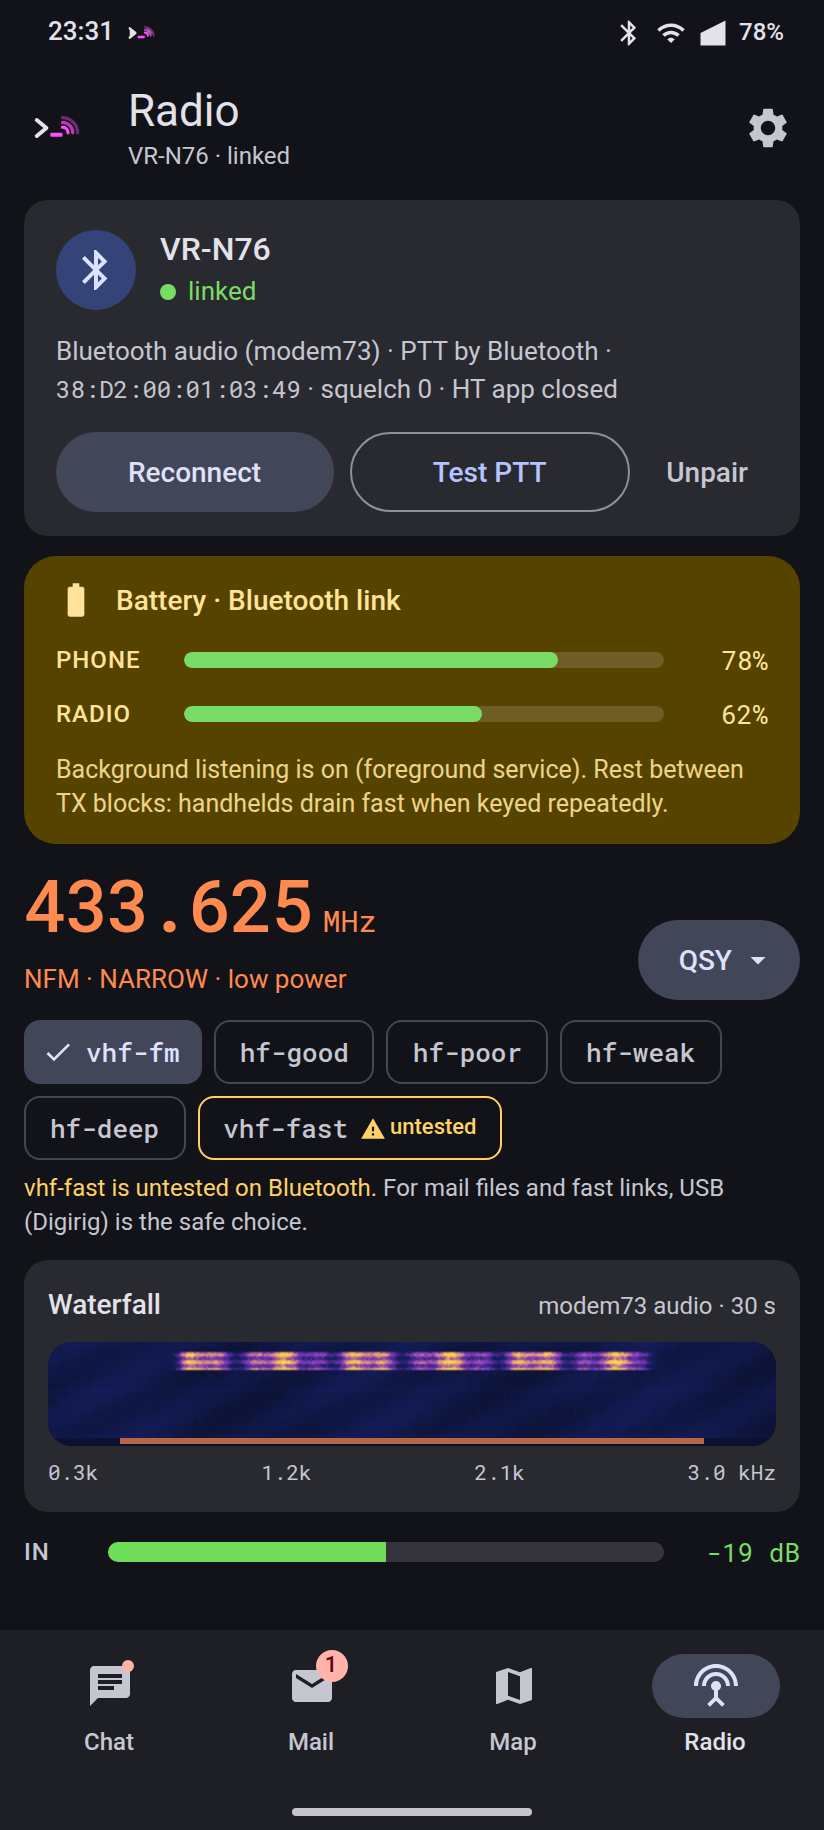 23:31
78%
Radio
VR-N76 · linked
VR-N76
linked
Bluetooth audio (modem73) · PTT by Bluetooth ·
38:D2:00:01:03:49 · squelch 0 · HT app closed
Reconnect
Test PTT
Unpair
Battery · Bluetooth link
PHONE
78%
RADIO
62%
Background listening is on (foreground service). Rest between
TX blocks: handhelds drain fast when keyed repeatedly.
433.625 MHz
NFM · NARROW · low power
QSY
vhf-fm
hf-good
hf-poor
hf-weak
hf-deep
vhf-fast untested
vhf-fast is untested on Bluetooth. For mail files and fast links, USB
(Digirig) is the safe choice.
Waterfall
modem73 audio · 30 s
0.3k
1.2k
2.1k
3.0 kHz
IN
-19 dB
1
Chat
Mail
Map
Radio